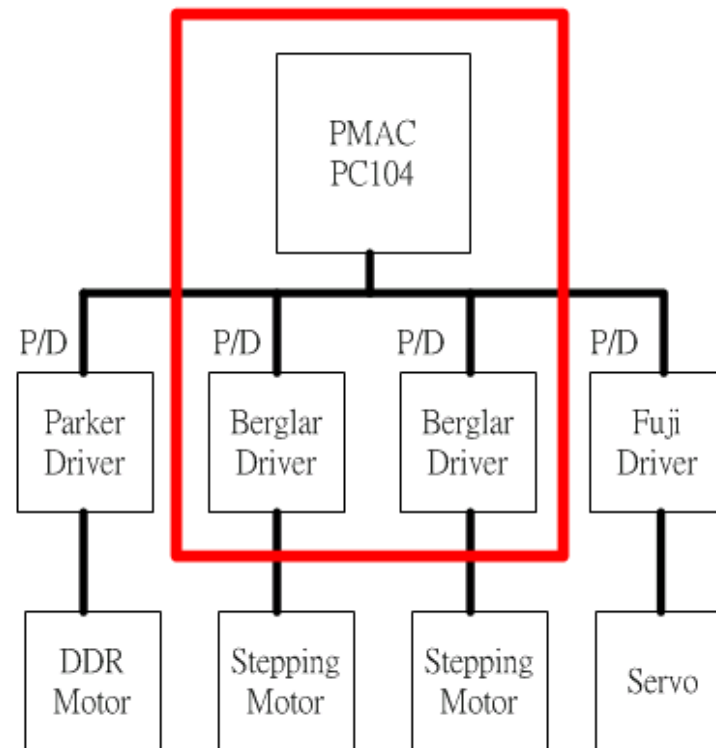 PMAC
PC104
P/D
P/D
P/D
P/D
Parker
Driver
Berglar
Driver
Berglar
Driver
Fuji
Driver
DDR
Motor
Stepping
Motor
Stepping
Motor
Servo